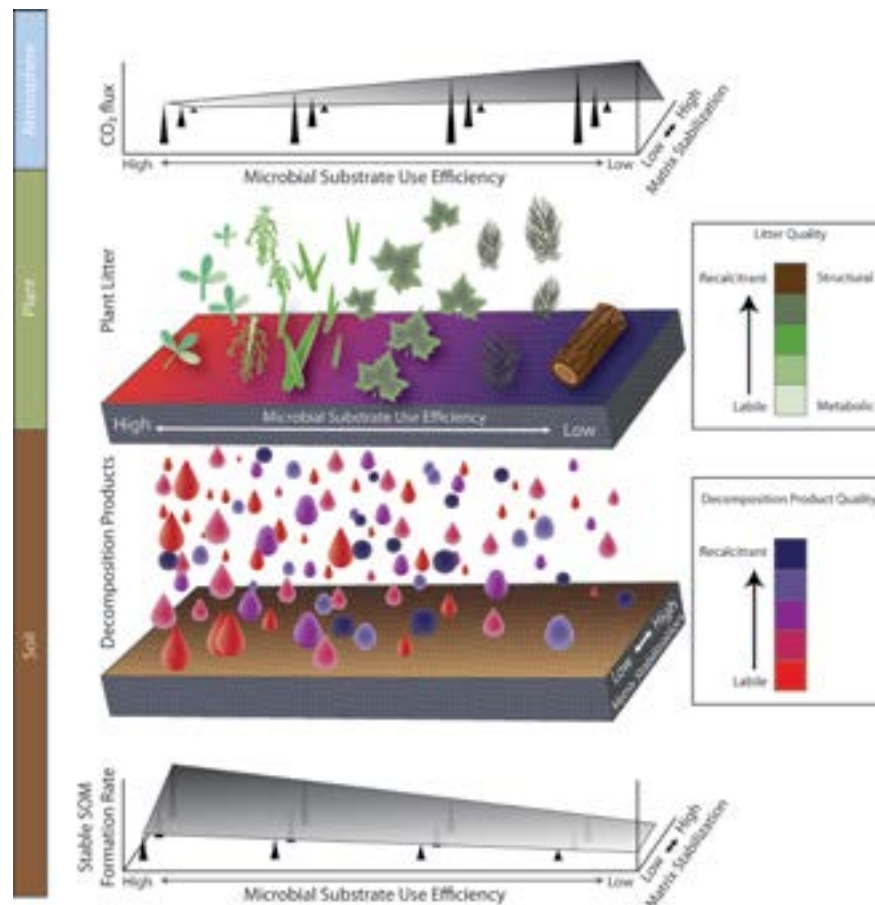 Atmosphere
CO₂ flux
High
Low
Microbial Substrate Use Efficiency
Low High
Matrix Stabilization
Plant
Plant Litter
High
Microbial Substrate Use Efficiency
Low
Litter Quality
Recalcitrant
Structural
Labile
Metabolic
Soil
Decomposition Products
Low High
Matrix Stabilization
Decomposition Product Quality
Recalcitrant
Labile
Stable SOM
Formation Rate
High
Low
Microbial Substrate Use Efficiency
Low High
Matrix Stabilization